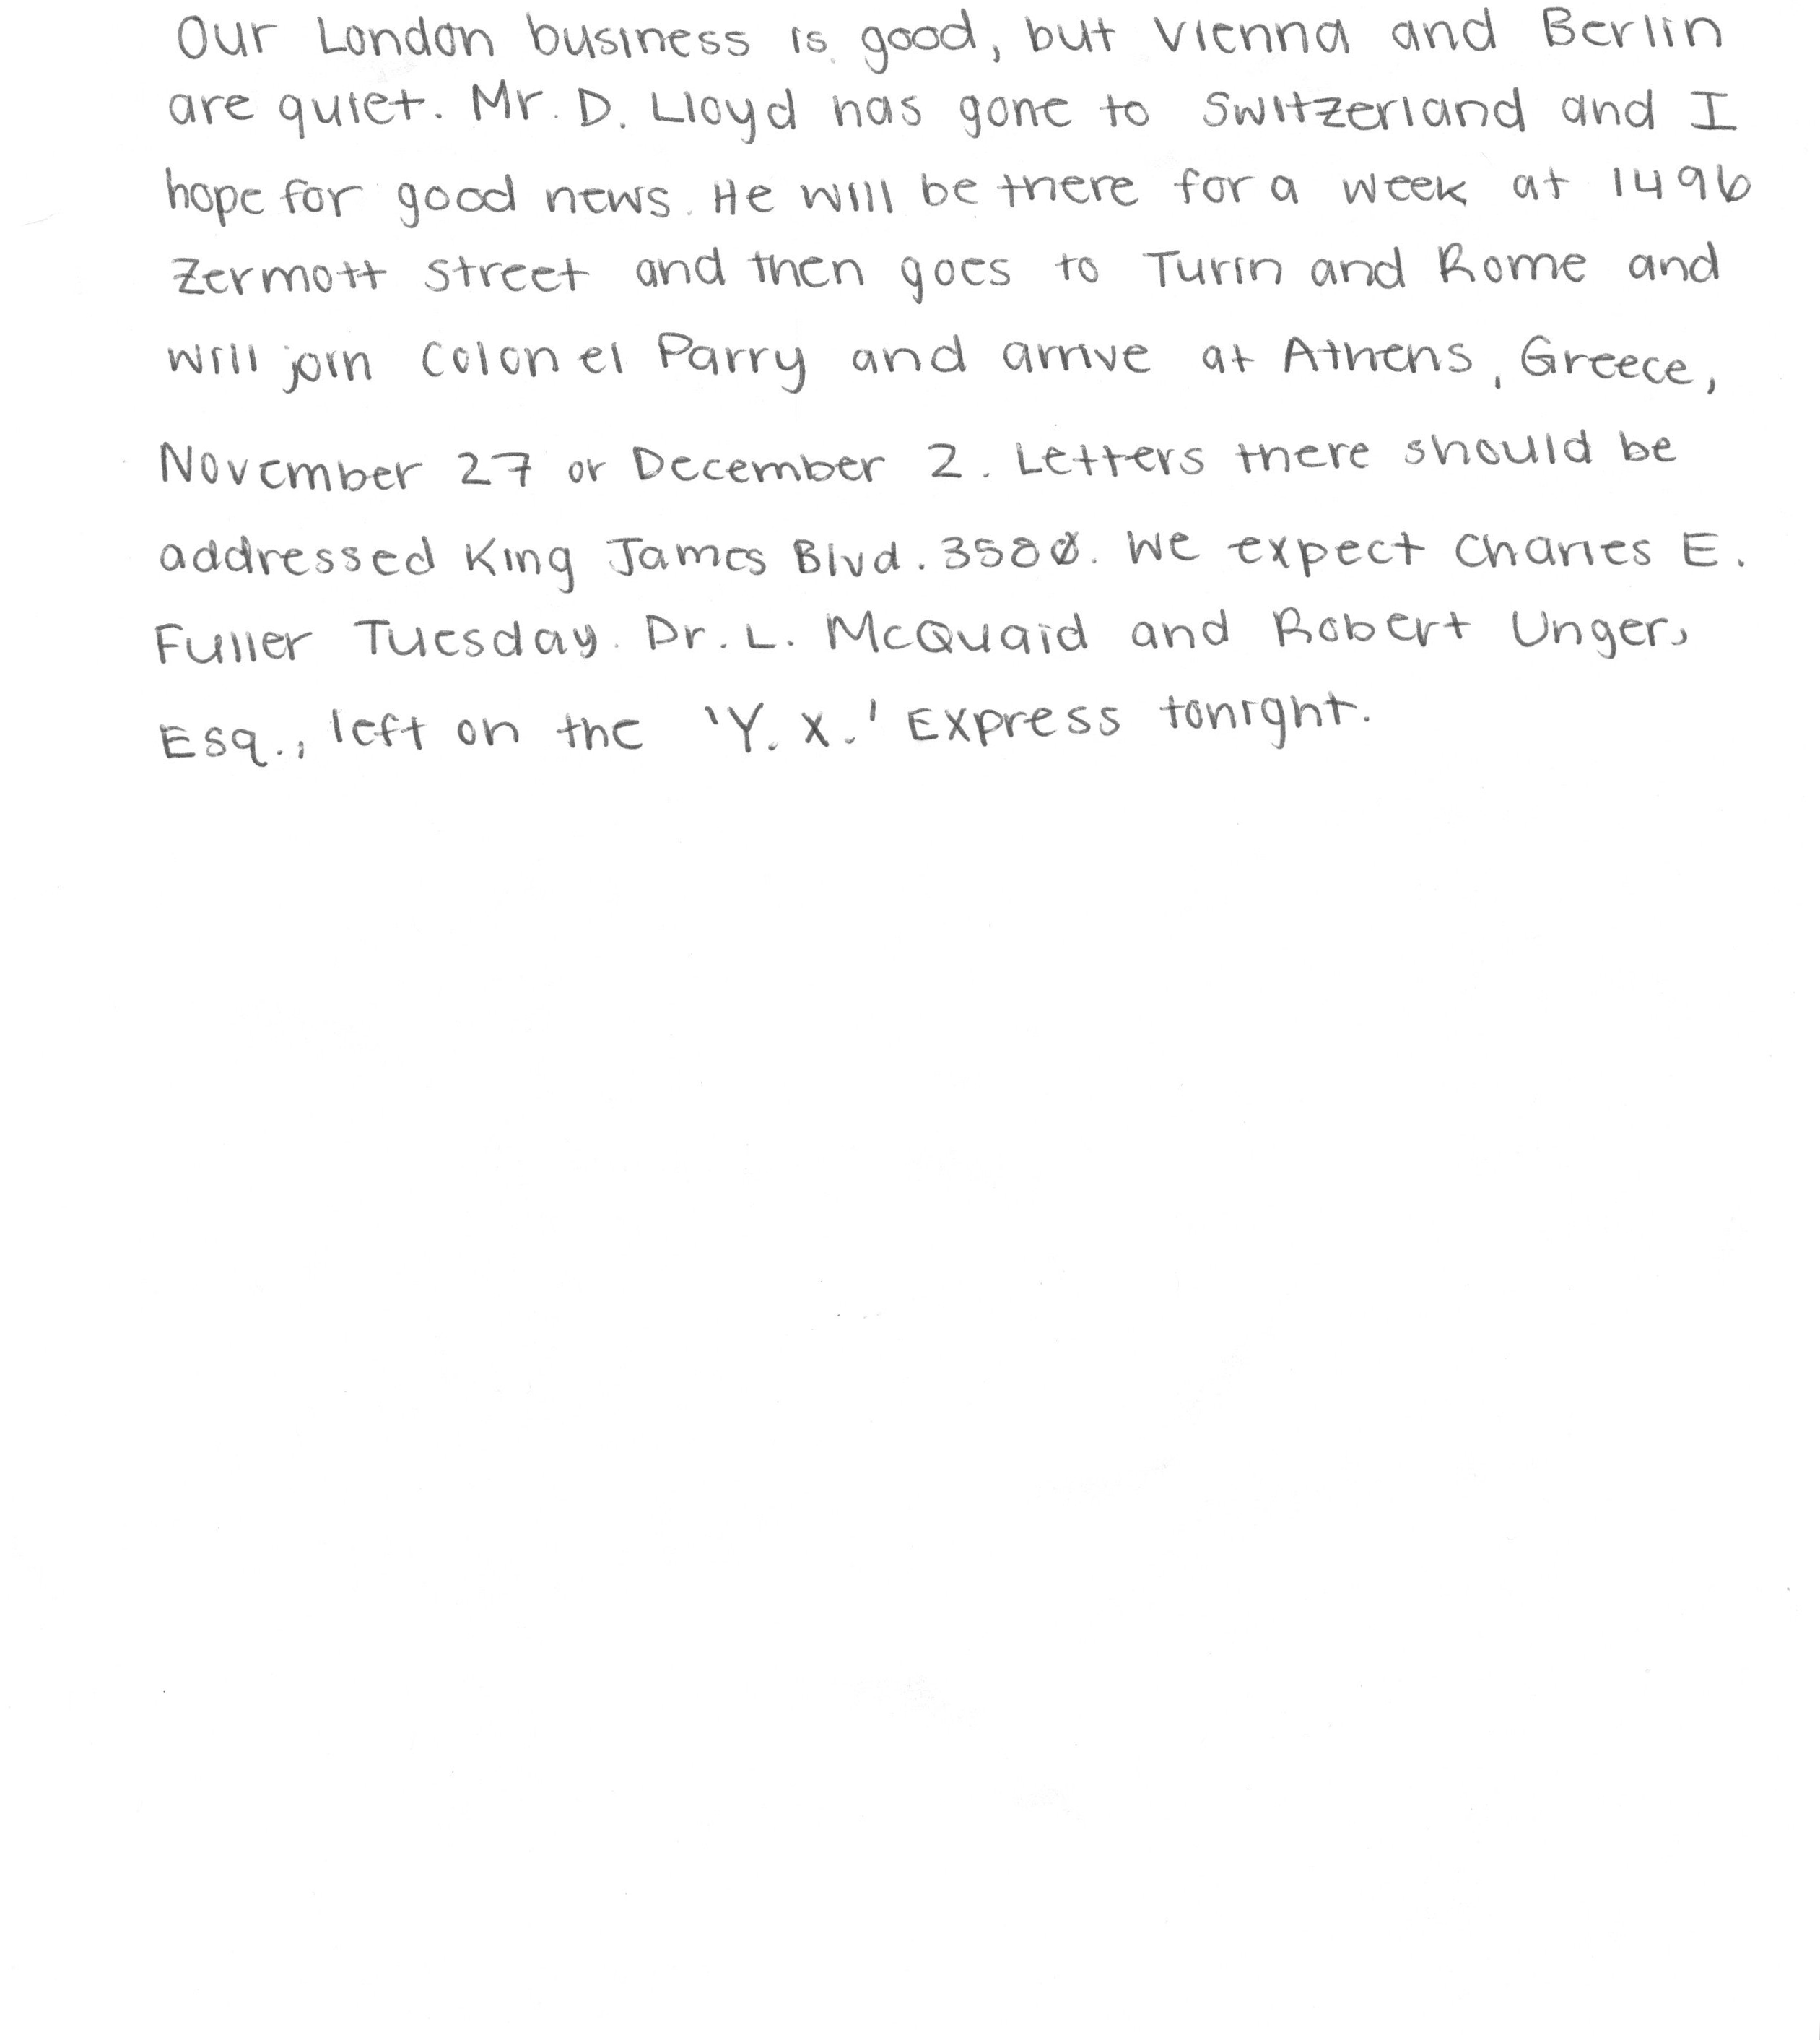 Our London business is good, but Vienna and Berlin
are quiet. Mr. D. Lloyd has gone to Switzerland and I
hope for good news. He will be there for a week at 1496
Zermott Street and then goes to Turin and Rome and
will join Colonel Parry and arrive at Athens, Greece,
November 27 or December 2. Letters there should be
addressed King James Blvd. 3580. We expect Charles E.
Fuller Tuesday. Dr. L. McQuaid and Robert Unger,
Esq., left on the 'Y. X.' Express tonight.